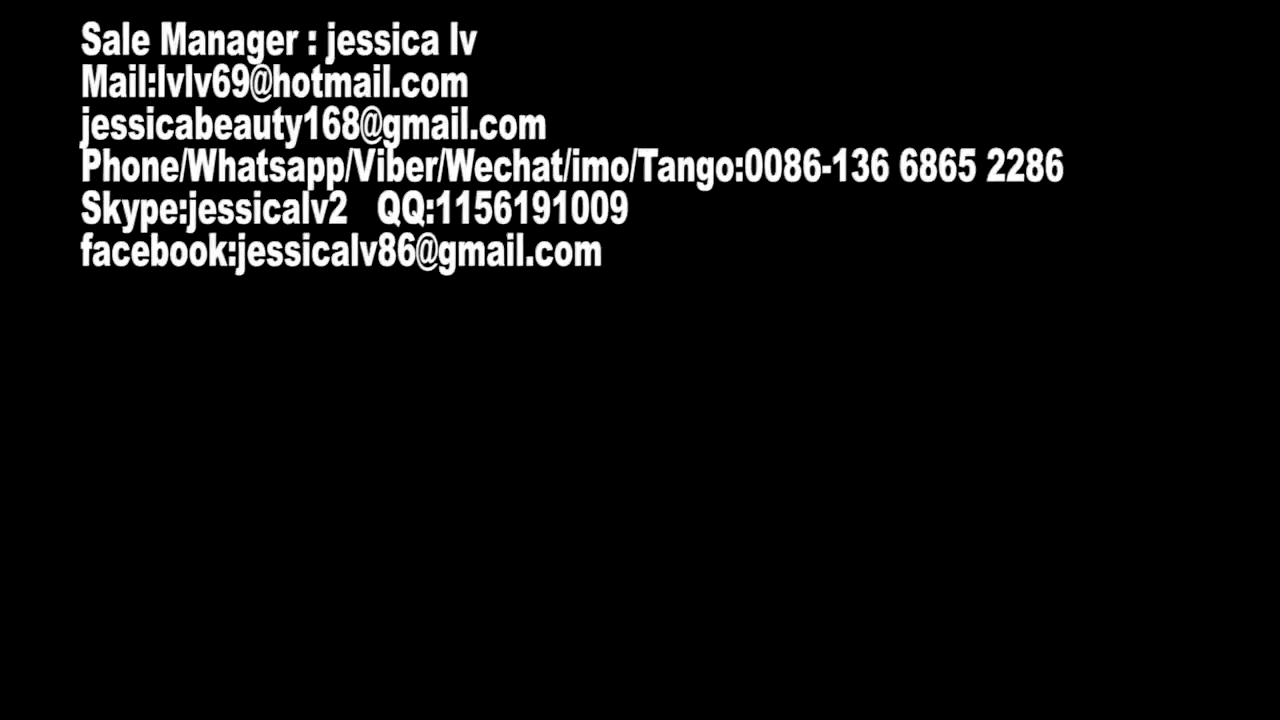 Sale Manager : jessica lv
Mail:lvlv69@hotmail.com
jessicabeauty168@gmail.com
Phone/Whatsapp/Viber/Wechat/imo/Tango:0086-136 6865 2286
Skype:jessicalv2   QQ:1156191009
facebook:jessicalv86@gmail.com